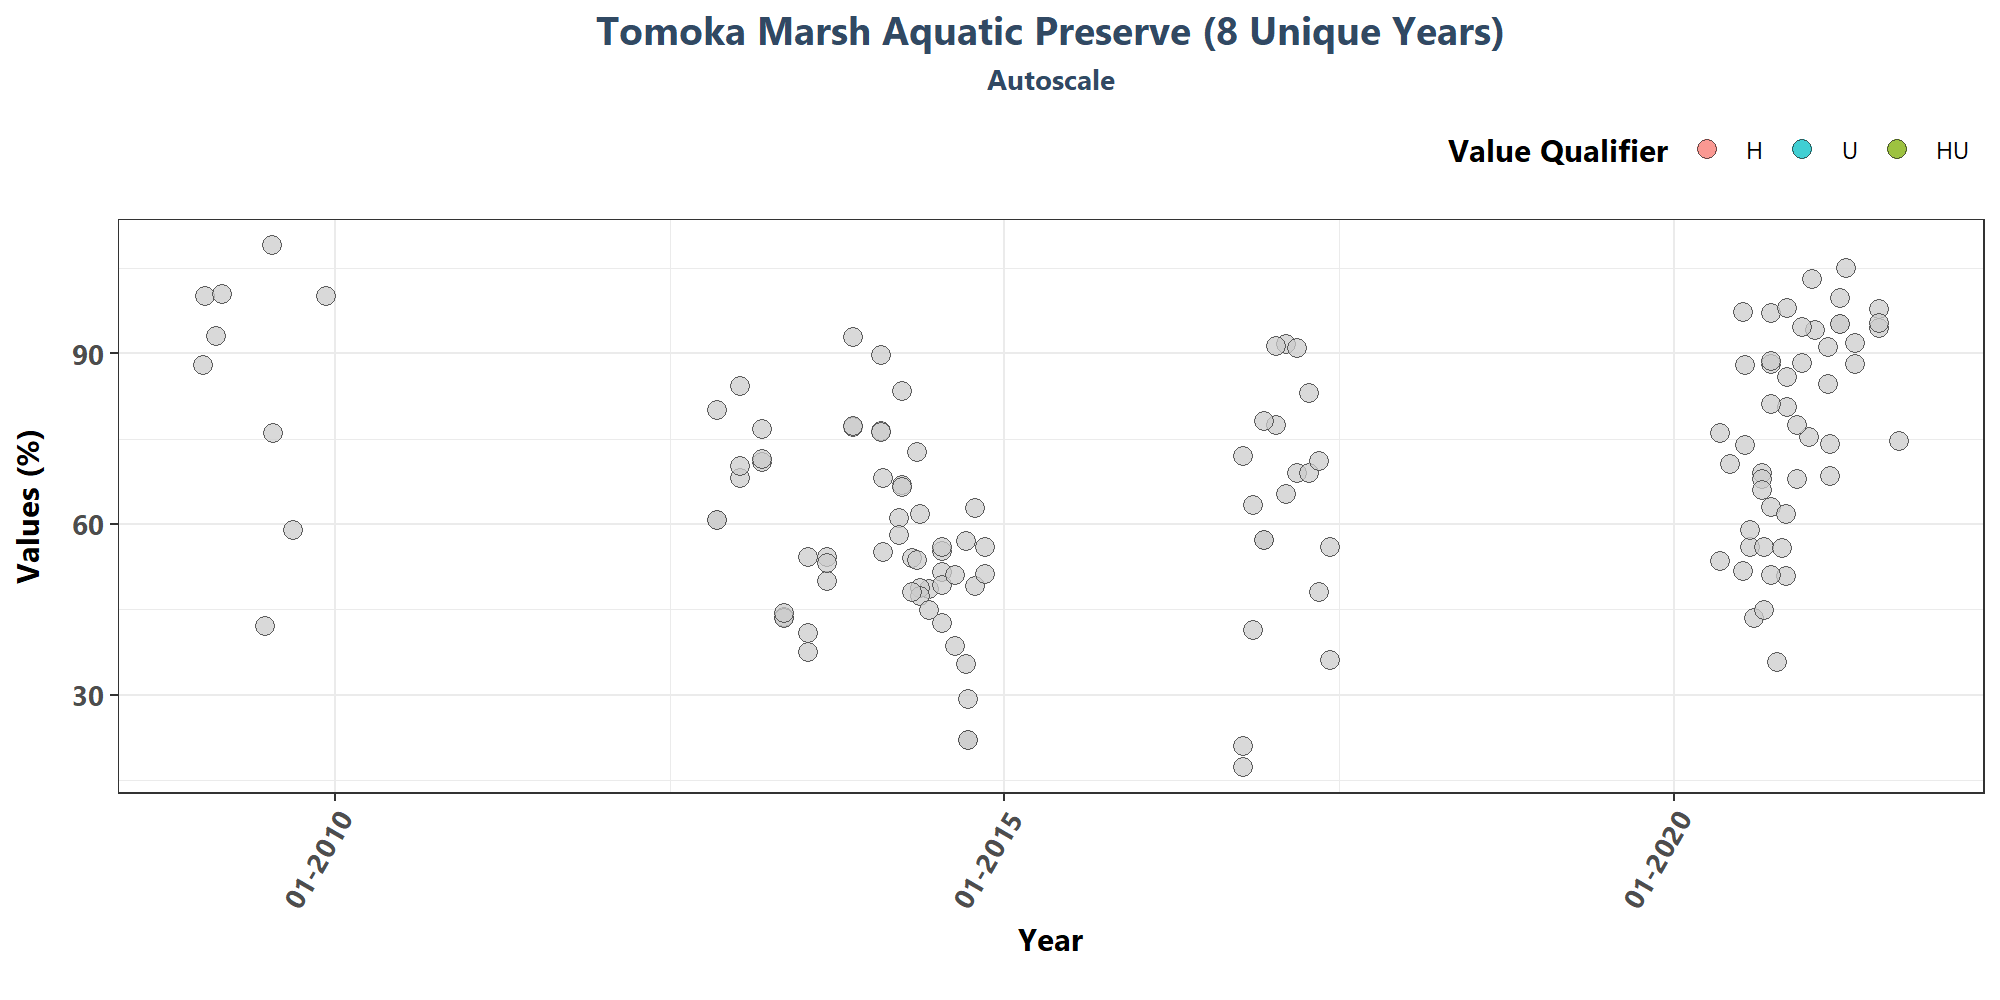 Tomoka Marsh Aquatic Preserve (8 Unique Years)
Autoscale
Value Qualifier H U HU
Values (%)
90
60
30
01-2010 01-2015 01-2020
Year